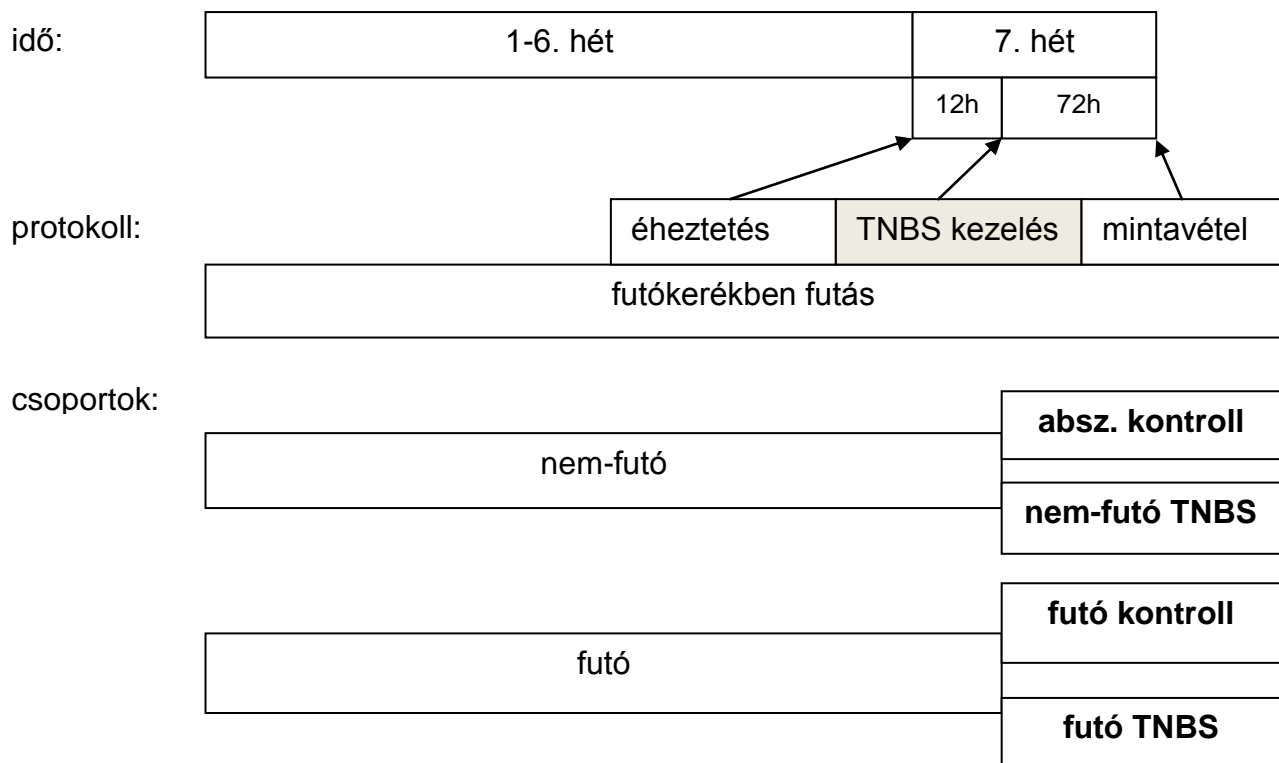 idő:
1-6. hét
7. hét
12h
72h
protokoll:
éheztetés
TNBS kezelés
mintavétel
futókerékben futás
csoportok:
absz. kontroll
nem-futó
nem-futó TNBS
futó kontroll
futó
futó TNBS